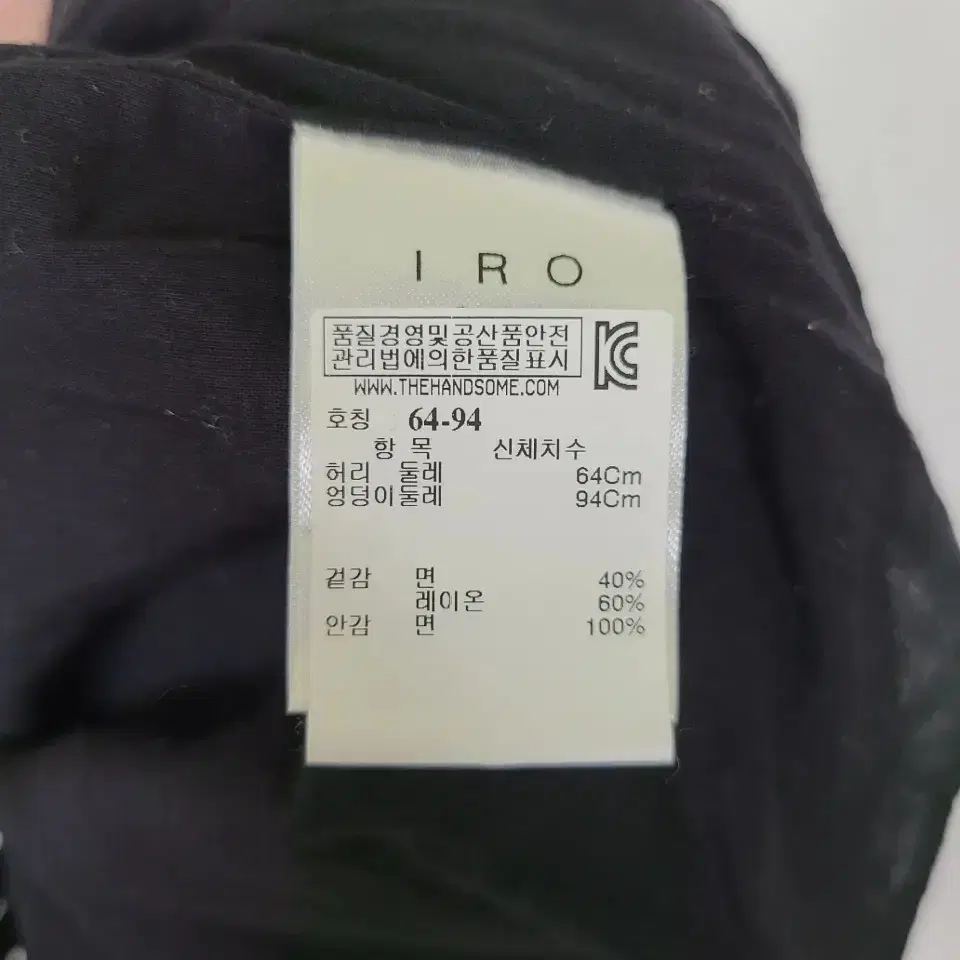 IRO
품질경영및공산품안전
관리법에의한품질표시
KC
WWW.THEHANDSOME.COM
호칭 64-94
항 목 신체치수
허리 둘레 64Cm
엉덩이둘레 94Cm
겉감 면 40%
레이온 60%
안감 면 100%